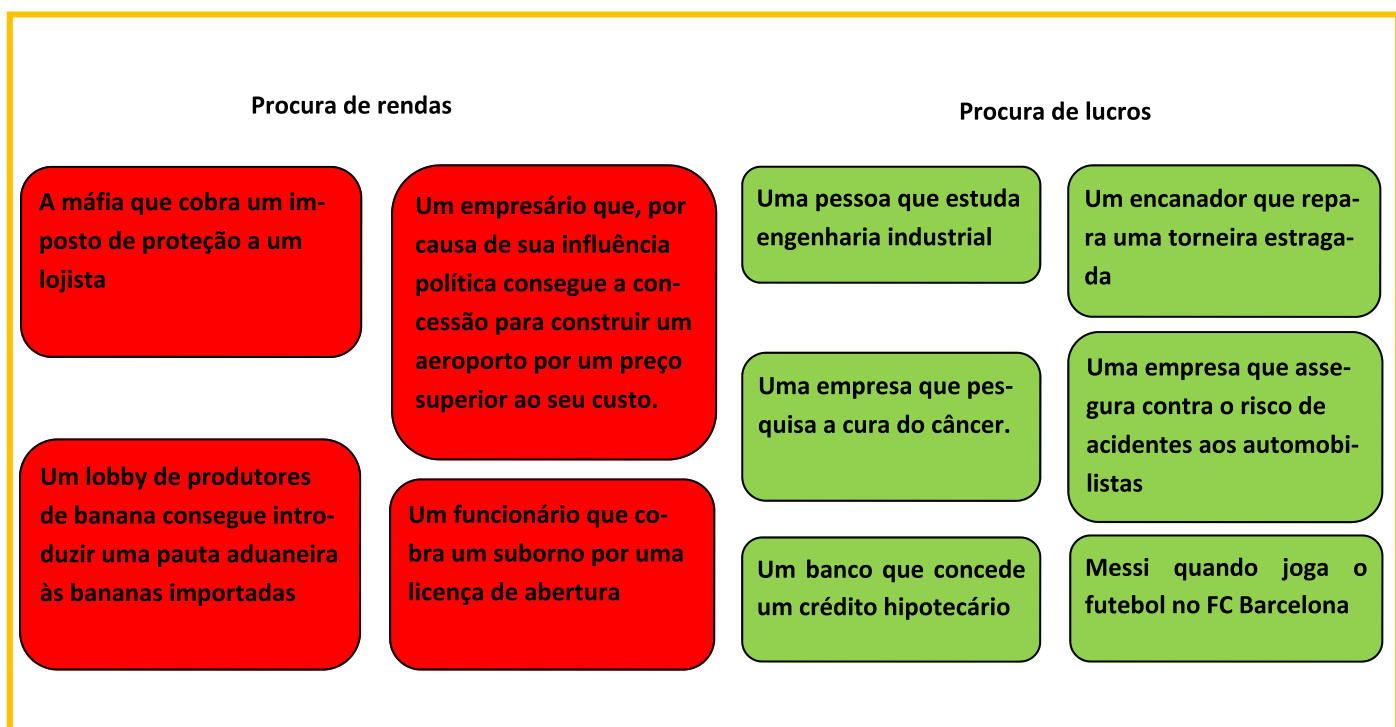 Procura de rendas
A máfia que cobra um im-
posto de proteção a um
lojista
Um empresário que, por
causa de sua influência
política consegue a con-
cessão para construir um
aeroporto por um preço
superior ao seu custo.
Um lobby de produtores
de banana consegue intro-
duzir uma pauta aduaneira
às bananas importadas
Um funcionário que co-
bra um suborno por uma
licença de abertura
Procura de lucros
Uma pessoa que estuda
engenharia industrial
Um encanador que repa-
ra uma torneira estraga-
da
Uma empresa que pes-
quisa a cura do câncer.
Uma empresa que asse-
gura contra o risco de
acidentes aos automobi-
listas
Um banco que concede
um crédito hipotecário
Messi quando joga o
futebol no FC Barcelona